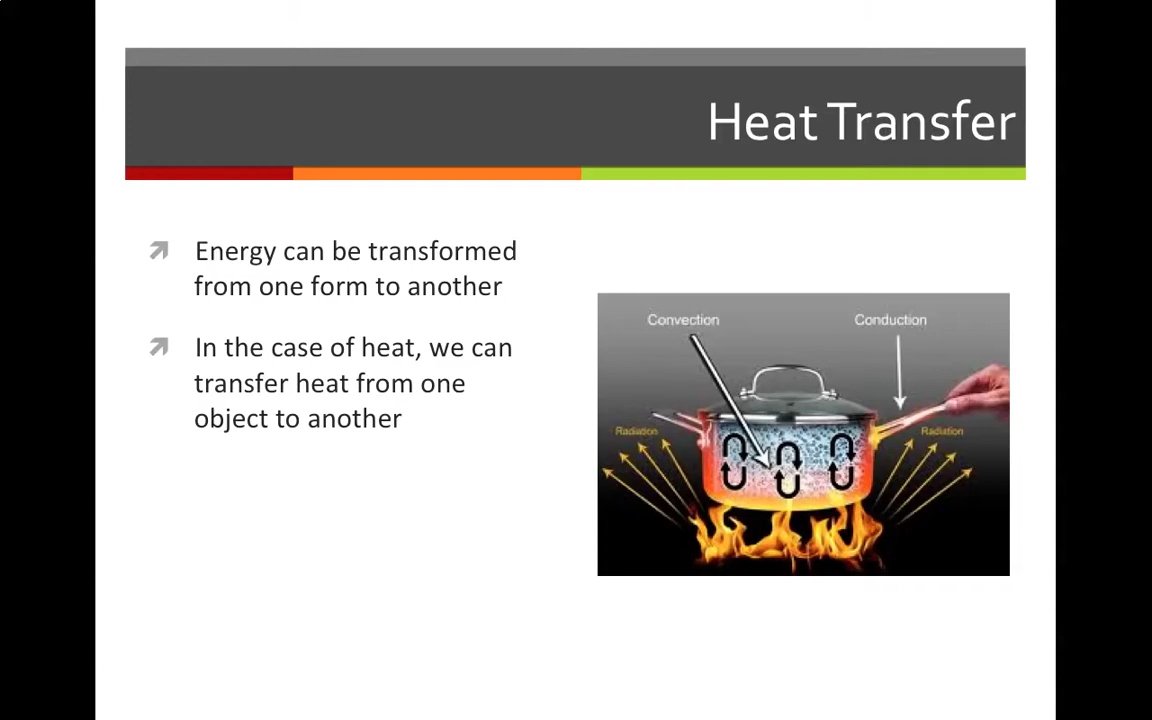 Heat Transfer
Energy can be transformed
from one form to another
In the case of heat, we can
transfer heat from one
object to another
Convection
Conduction
Radiation
Radiation